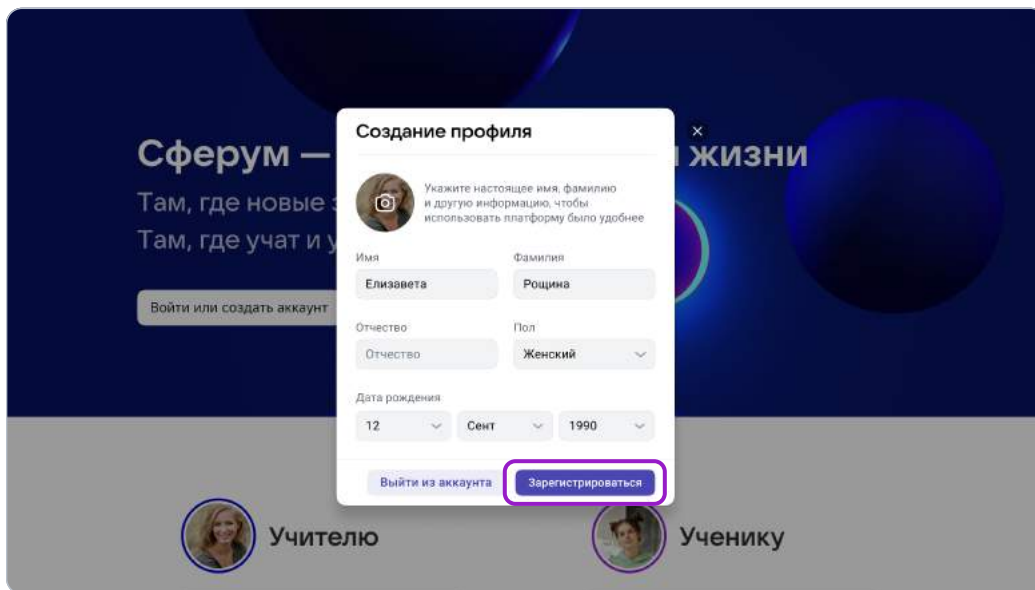 Создание профиля
Сферум —
жизни
Укажите настоящее имя, фамилию
и другую информацию, чтобы
использовать платформу было удобнее
Там, где новые
Там, где учат и
Имя
Фамилия
Елизавета
Рощина
Войти или создать аккаунт
Отчество
Пол
Отчество
Женский
Дата рождения
12
Сент
1990
Выйти из аккаунта
Зарегистрироваться
Учителю
Ученику